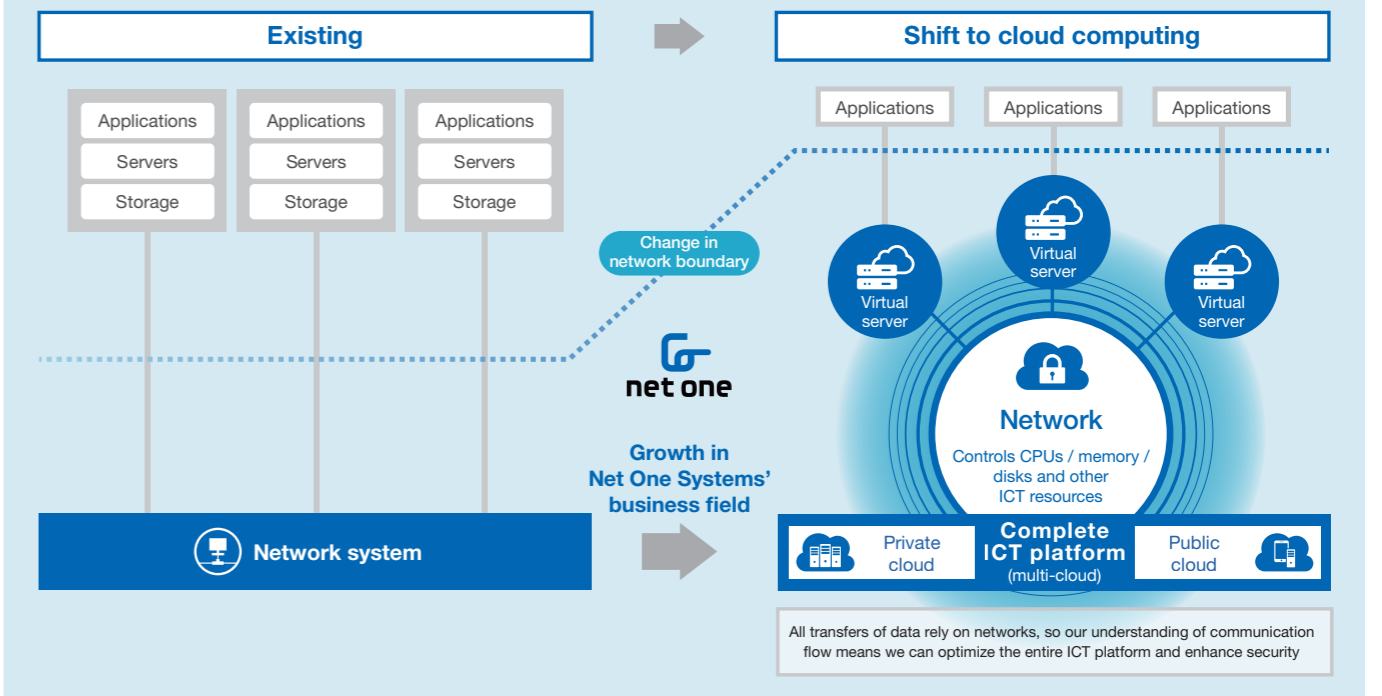 Existing
Shift to cloud computing
Applications
Servers
Storage
Applications
Servers
Storage
Applications
Servers
Storage
Change in
network boundary
net one
Growth in
Net One Systems’
business field
Network system
Applications
Applications
Applications
Virtual
server
Virtual
server
Virtual
server
Network
Controls CPUs / memory /
disks and other
ICT resources
Private
cloud
Complete
ICT platform
(multi-cloud)
Public
cloud
All transfers of data rely on networks, so our understanding of communication
flow means we can optimize the entire ICT platform and enhance security